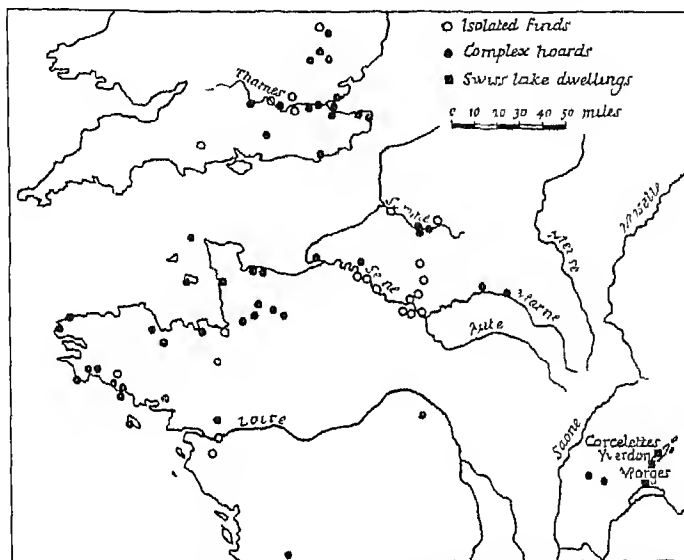 Isolated finds
Complex hoards
Swiss lake dwellings
0 10 20 30 40 50 miles
Thames
Somme
Seine
Marne
Meuse
Moselle
Loire
Saone
Corcelettes
Yverdon
Morges